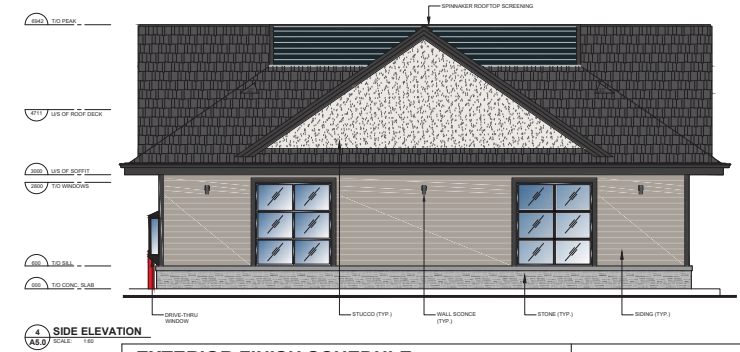 SPINNAKER ROOFTOP SCREENING
6942 T/O PEAK
4711 U/S OF ROOF DECK
3000 U/S OF SOFFIT
2800 T/O WINDOWS
600 T/O SILL
000 T/O CONC. SLAB
DRIVE-THRU
WINDOW
STUCCO (TYP.)
WALL SCONCE
(TYP.)
STONE (TYP.)
SIDING (TYP.)
4 SIDE ELEVATION
A5.0 SCALE: 1:60
EXTERIOR FINISH SCHEDULE